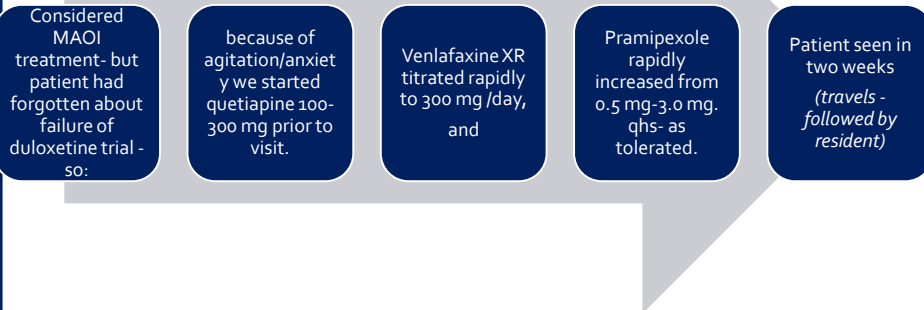 Considered
MAOI
treatment- but
patient had
forgotten about
failure of
duloxetine trial -
so:
because of
agitation/anxiet
y we started
quetiapine 100-
300 mg prior to
visit.
Venlafaxine XR
titrated rapidly
to 300 mg /day,
and
Pramipexole
rapidly
increased from
0.5 mg-3.0 mg.
qhs- as
tolerated.
Patient seen in
two weeks
(travels -
followed by
resident)